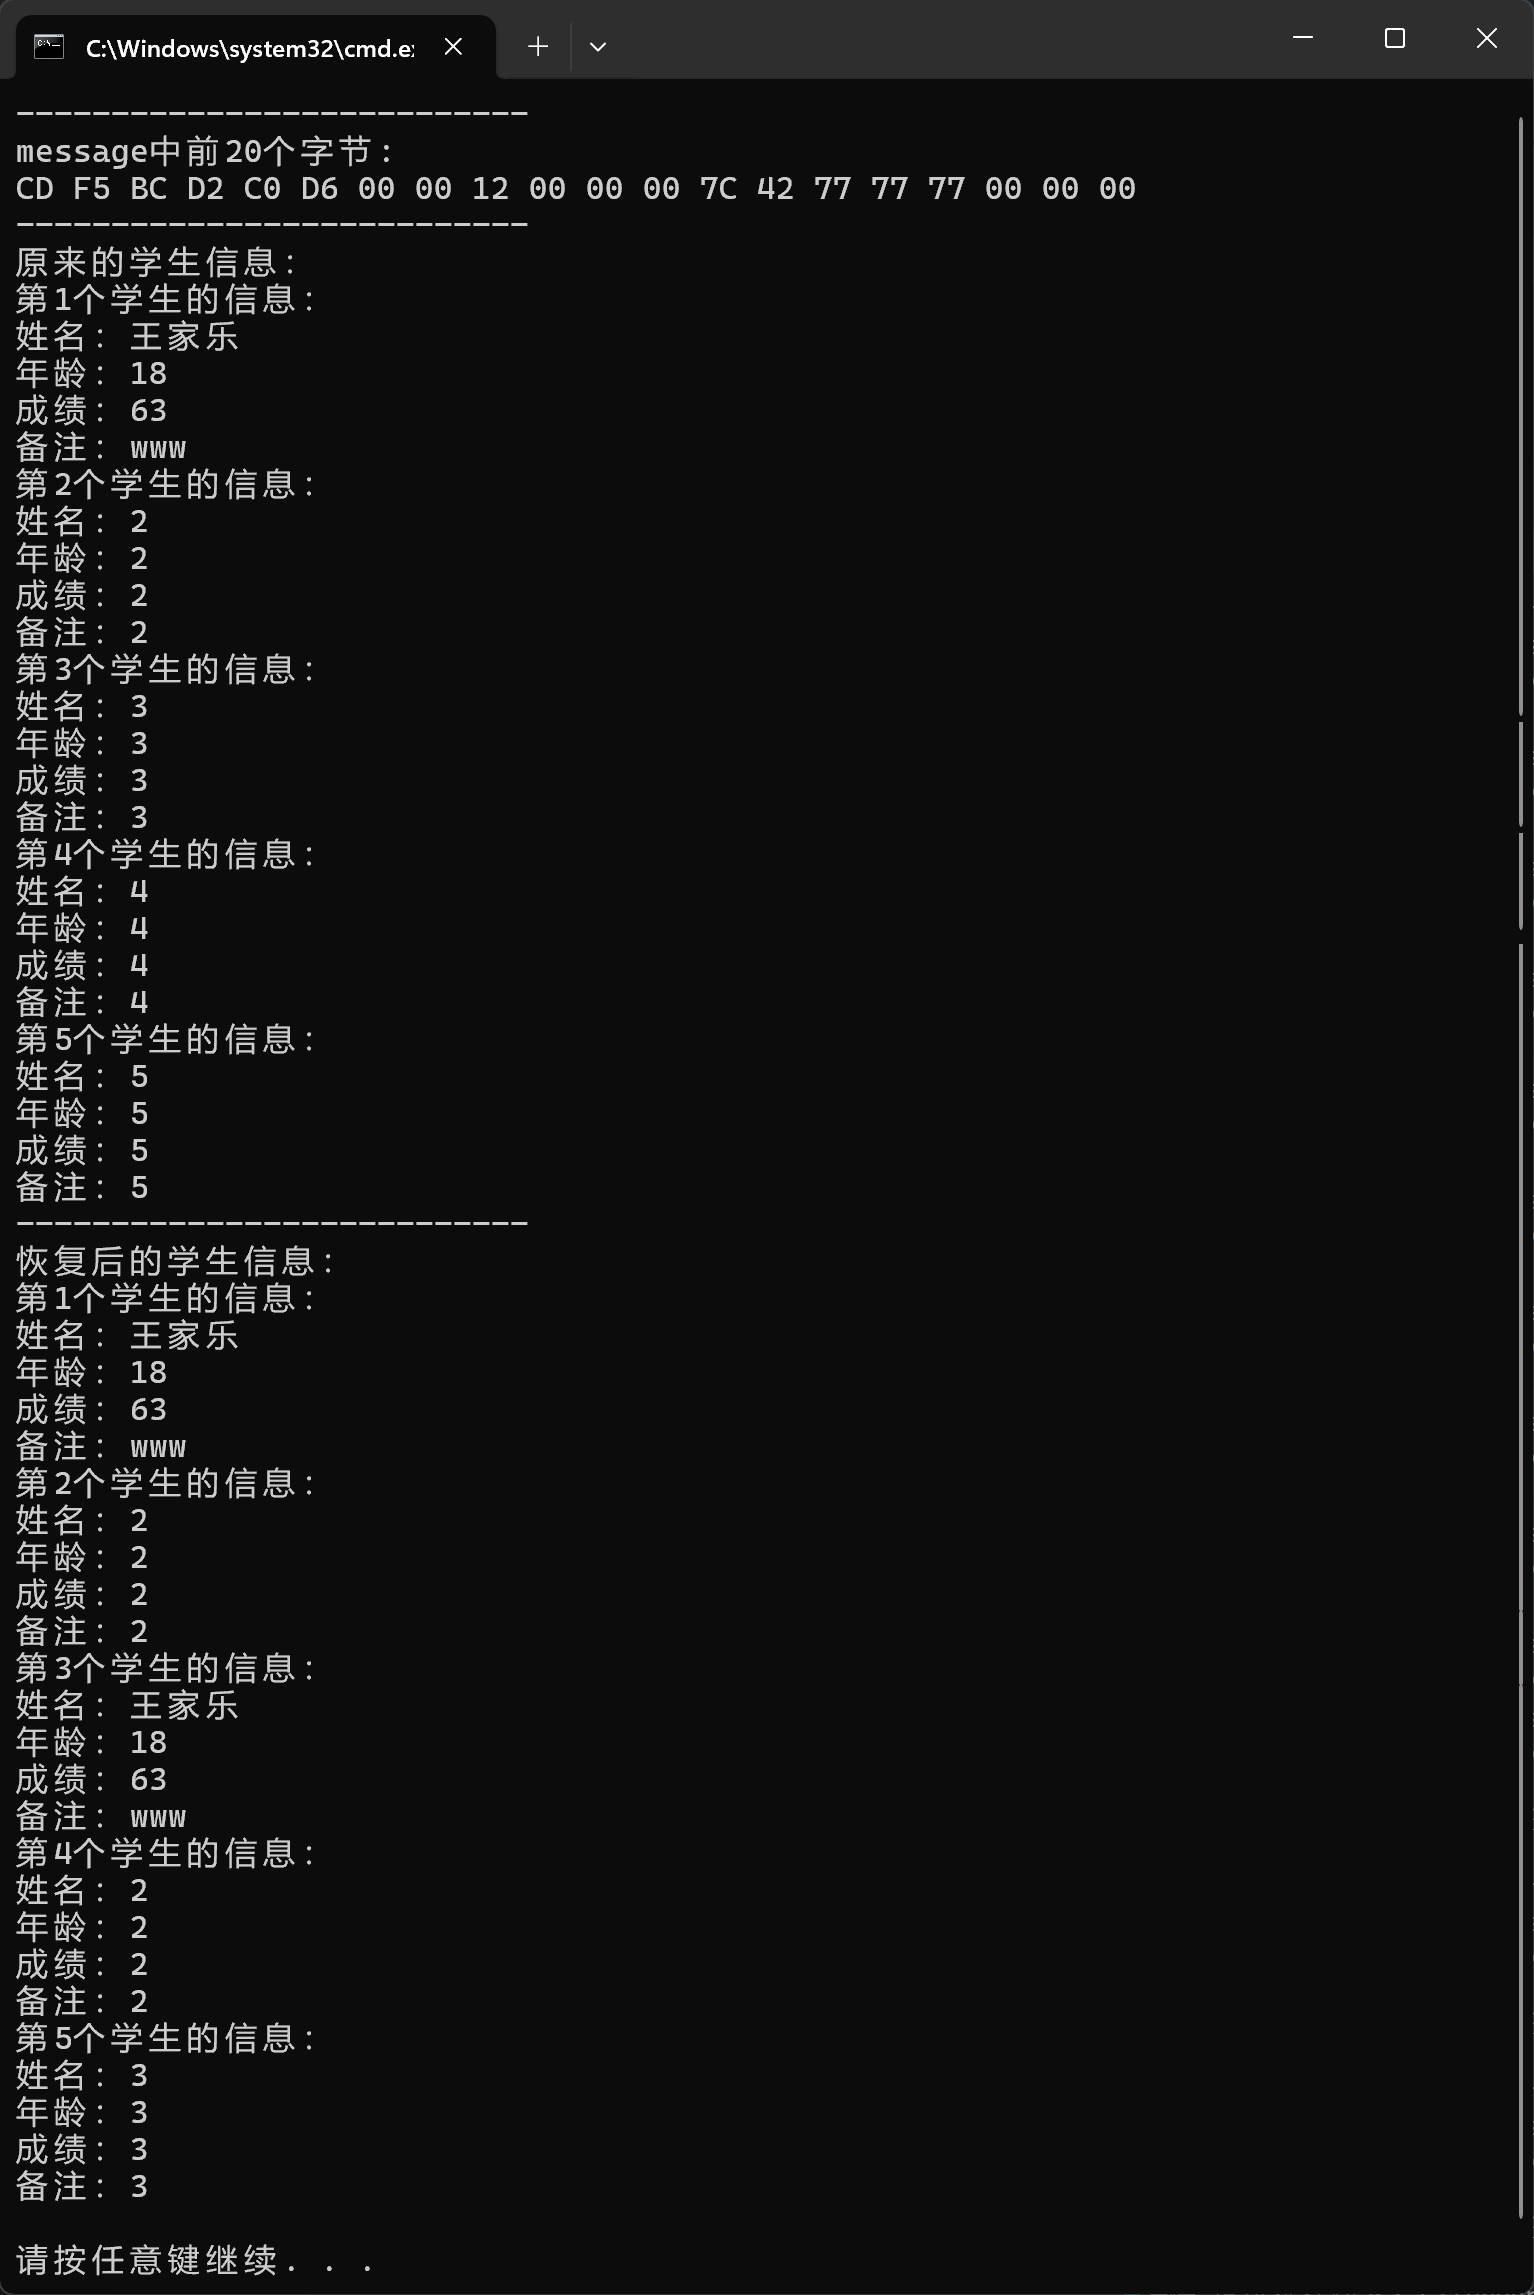 C:\Windows\system32\cmd.e
---------------------------
message中前20个字节:
CD F5 BC D2 C0 D6 00 00 12 00 00 00 7C 42 77 77 77 00 00 00
---------------------------
原来的学生信息:
第1个学生的信息:
姓名: 王家乐
年龄: 18
成绩: 63
备注: www
第2个学生的信息:
姓名: 2
年龄: 2
成绩: 2
备注: 2
第3个学生的信息:
姓名: 3
年龄: 3
成绩: 3
备注: 3
第4个学生的信息:
姓名: 4
年龄: 4
成绩: 4
备注: 4
第5个学生的信息:
姓名: 5
年龄: 5
成绩: 5
备注: 5
---------------------------
恢复后的学生信息:
第1个学生的信息:
姓名: 王家乐
年龄: 18
成绩: 63
备注: www
第2个学生的信息:
姓名: 2
年龄: 2
成绩: 2
备注: 2
第3个学生的信息:
姓名: 王家乐
年龄: 18
成绩: 63
备注: www
第4个学生的信息:
姓名: 2
年龄: 2
成绩: 2
备注: 2
第5个学生的信息:
姓名: 3
年龄: 3
成绩: 3
备注: 3
请按任意键继续. . .